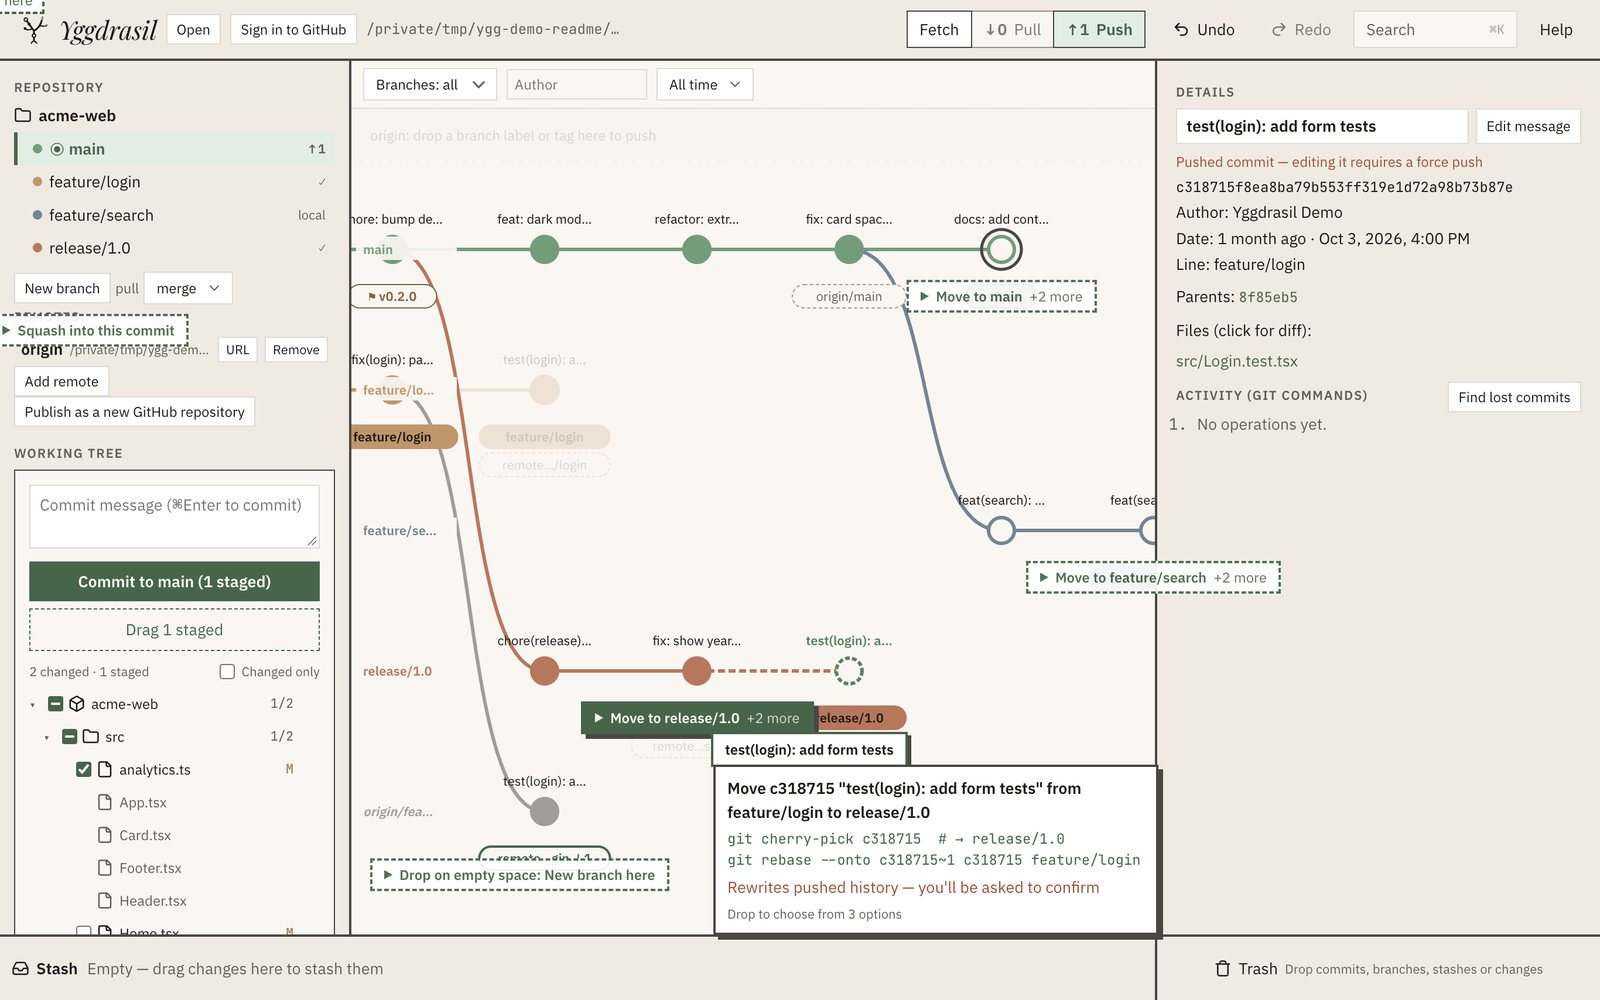 here
Yggdrasil
Open
Sign in to GitHub
/private/tmp/ygg-demo-readme/…
Fetch
↓0 Pull
↑1 Push
Undo
Redo
Search
⌘K
Help
REPOSITORY
acme-web
main
↑1
feature/login
✓
feature/search
local
release/1.0
✓
New branch
pull
merge
Squash into this commit
origin
/private/tmp/ygg-dem…
URL
Remove
Add remote
Publish as a new GitHub repository
WORKING TREE
Commit message (⌘Enter to commit)
Commit to main (1 staged)
Drag 1 staged
2 changed · 1 staged
Changed only
acme-web
1/2
src
1/2
analytics.ts
M
App.tsx
Card.tsx
Footer.tsx
Header.tsx
Home.tsx
M
Branches: all
Author
All time
origin: drop a branch label or tag here to push
hore: bump de…
feat: dark mod…
refactor: extr…
fix: card spac…
docs: add cont…
main
v0.2.0
origin/main
Move to main +2 more
fix(login): pa…
test(login): a…
feature/lo…
feature/login
feature/login
remote…/login
feat(search): …
feat(sea
feature/se…
Move to feature/search +2 more
chore(release)…
fix: show year…
test(login): a…
release/1.0
Move to release/1.0 +2 more
release/1.0
remote…s
test(login): add form tests
test(login): a…
origin/fea…
Drop on empty space: New branch here
Move c318715 "test(login): add form tests" from
feature/login to release/1.0
git cherry-pick c318715 # → release/1.0
git rebase --onto c318715~1 c318715 feature/login
Rewrites pushed history — you'll be asked to confirm
Drop to choose from 3 options
DETAILS
test(login): add form tests
Edit message
Pushed commit — editing it requires a force push
c318715f8ea8ba79b553ff319e1d72a98b73b87e
Author: Yggdrasil Demo
Date: 1 month ago · Oct 3, 2026, 4:00 PM
Line: feature/login
Parents: 8f85eb5
Files (click for diff):
src/Login.test.tsx
ACTIVITY (GIT COMMANDS)
Find lost commits
1. No operations yet.
Stash
Empty — drag changes here to stash them
Trash
Drop commits, branches, stashes or changes